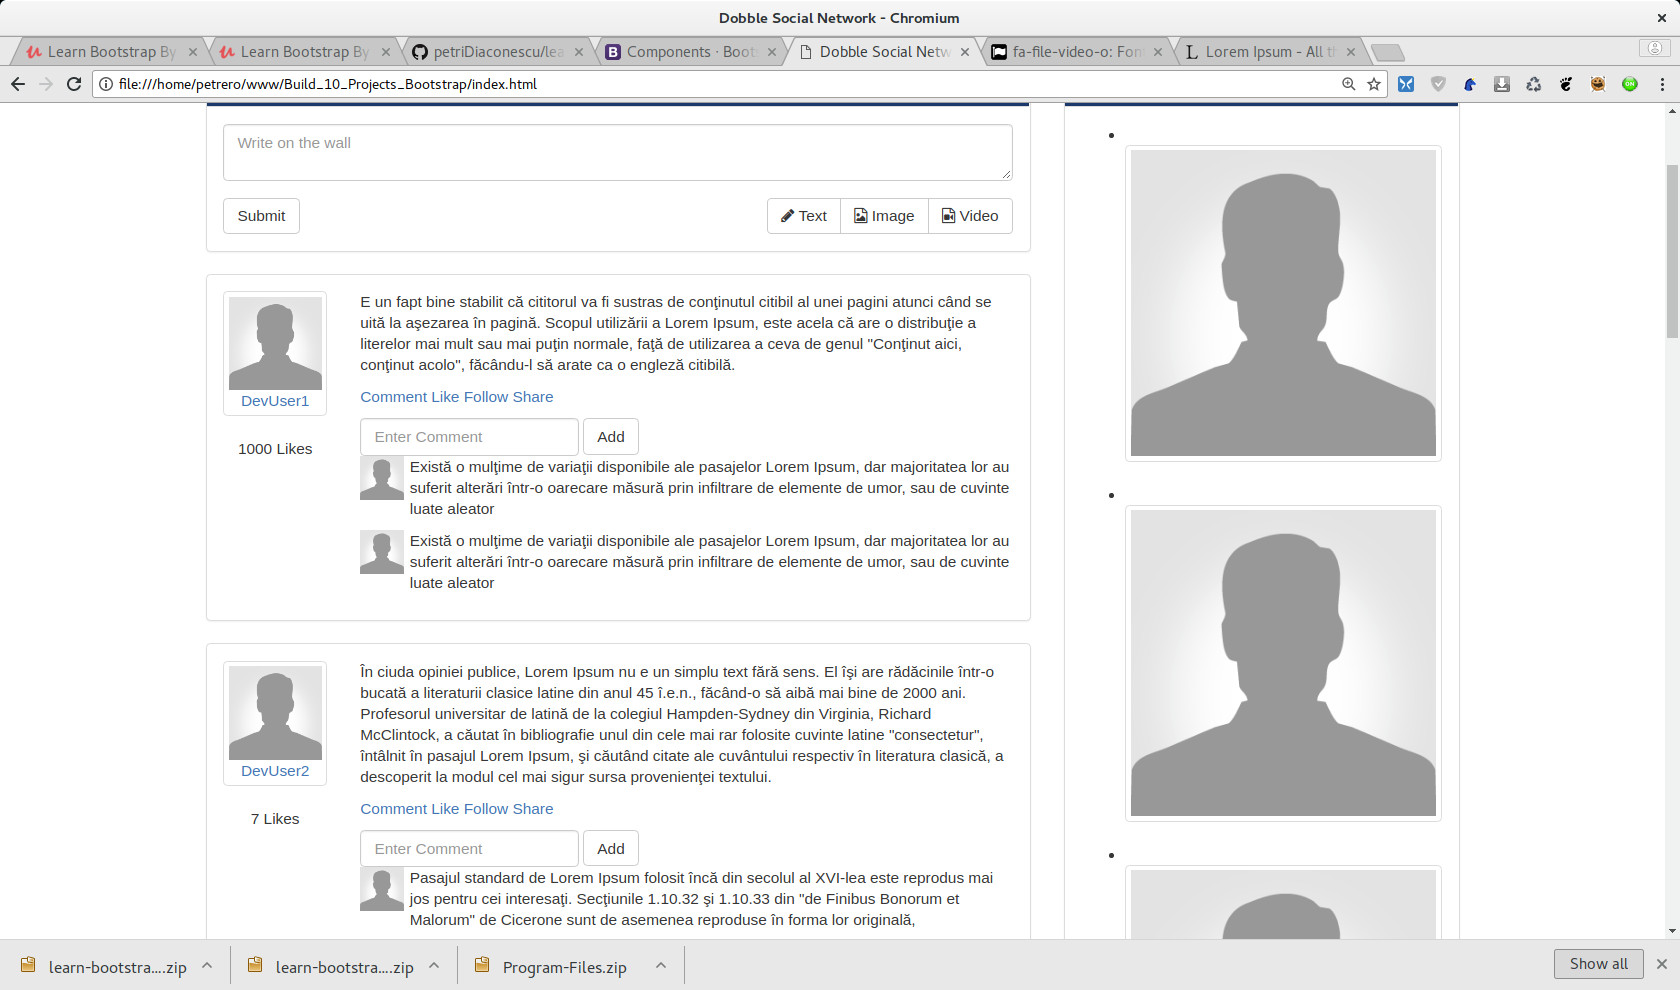 Dobble Social Network - Chromium
Learn Bootstrap By
Learn Bootstrap By
petriDiaconescu/lea
Components · Boots
Dobble Social Netw
fa-file-video-o: Fon
Lorem Ipsum - All th
file:///home/petrero/www/Build_10_Projects_Bootstrap/index.html
Write on the wall
Submit
Text
Image
Video
DevUser1
1000 Likes
E un fapt bine stabilit că cititorul va fi sustras de conţinutul citibil al unei pagini atunci când se
uită la aşezarea în pagină. Scopul utilizării a Lorem Ipsum, este acela că are o distribuţie a
literelor mai mult sau mai puţin normale, faţă de utilizarea a ceva de genul "Conţinut aici,
conţinut acolo", făcându-l să arate ca o engleză citibilă.
Comment Like Follow Share
Enter Comment
Add
Există o mulţime de variaţii disponibile ale pasajelor Lorem Ipsum, dar majoritatea lor au
suferit alterări într-o oarecare măsură prin infiltrare de elemente de umor, sau de cuvinte
luate aleator
Există o mulţime de variaţii disponibile ale pasajelor Lorem Ipsum, dar majoritatea lor au
suferit alterări într-o oarecare măsură prin infiltrare de elemente de umor, sau de cuvinte
luate aleator
DevUser2
7 Likes
În ciuda opiniei publice, Lorem Ipsum nu e un simplu text fără sens. El îşi are rădăcinile într-o
bucată a literaturii clasice latine din anul 45 î.e.n., făcând-o să aibă mai bine de 2000 ani.
Profesorul universitar de latină de la colegiul Hampden-Sydney din Virginia, Richard
McClintock, a căutat în bibliografie unul din cele mai rar folosite cuvinte latine "consectetur",
întâlnit în pasajul Lorem Ipsum, şi căutând citate ale cuvântului respectiv în literatura clasică, a
descoperit la modul cel mai sigur sursa provenienţei textului.
Comment Like Follow Share
Enter Comment
Add
Pasajul standard de Lorem Ipsum folosit încă din secolul al XVI-lea este reprodus mai
jos pentru cei interesaţi. Secţiunile 1.10.32 şi 1.10.33 din "de Finibus Bonorum et
Malorum" de Cicerone sunt de asemenea reproduse în forma lor originală,
learn-bootstra....zip
learn-bootstra....zip
Program-Files.zip
Show all